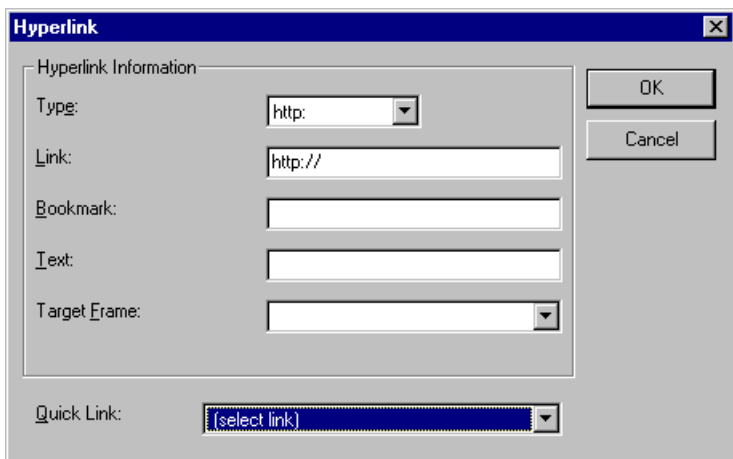 Hyperlink
Hyperlink Information
Type: http:
OK
Link: http://
Cancel
Bookmark:
Text:
Target Frame:
Quick Link: (select link)